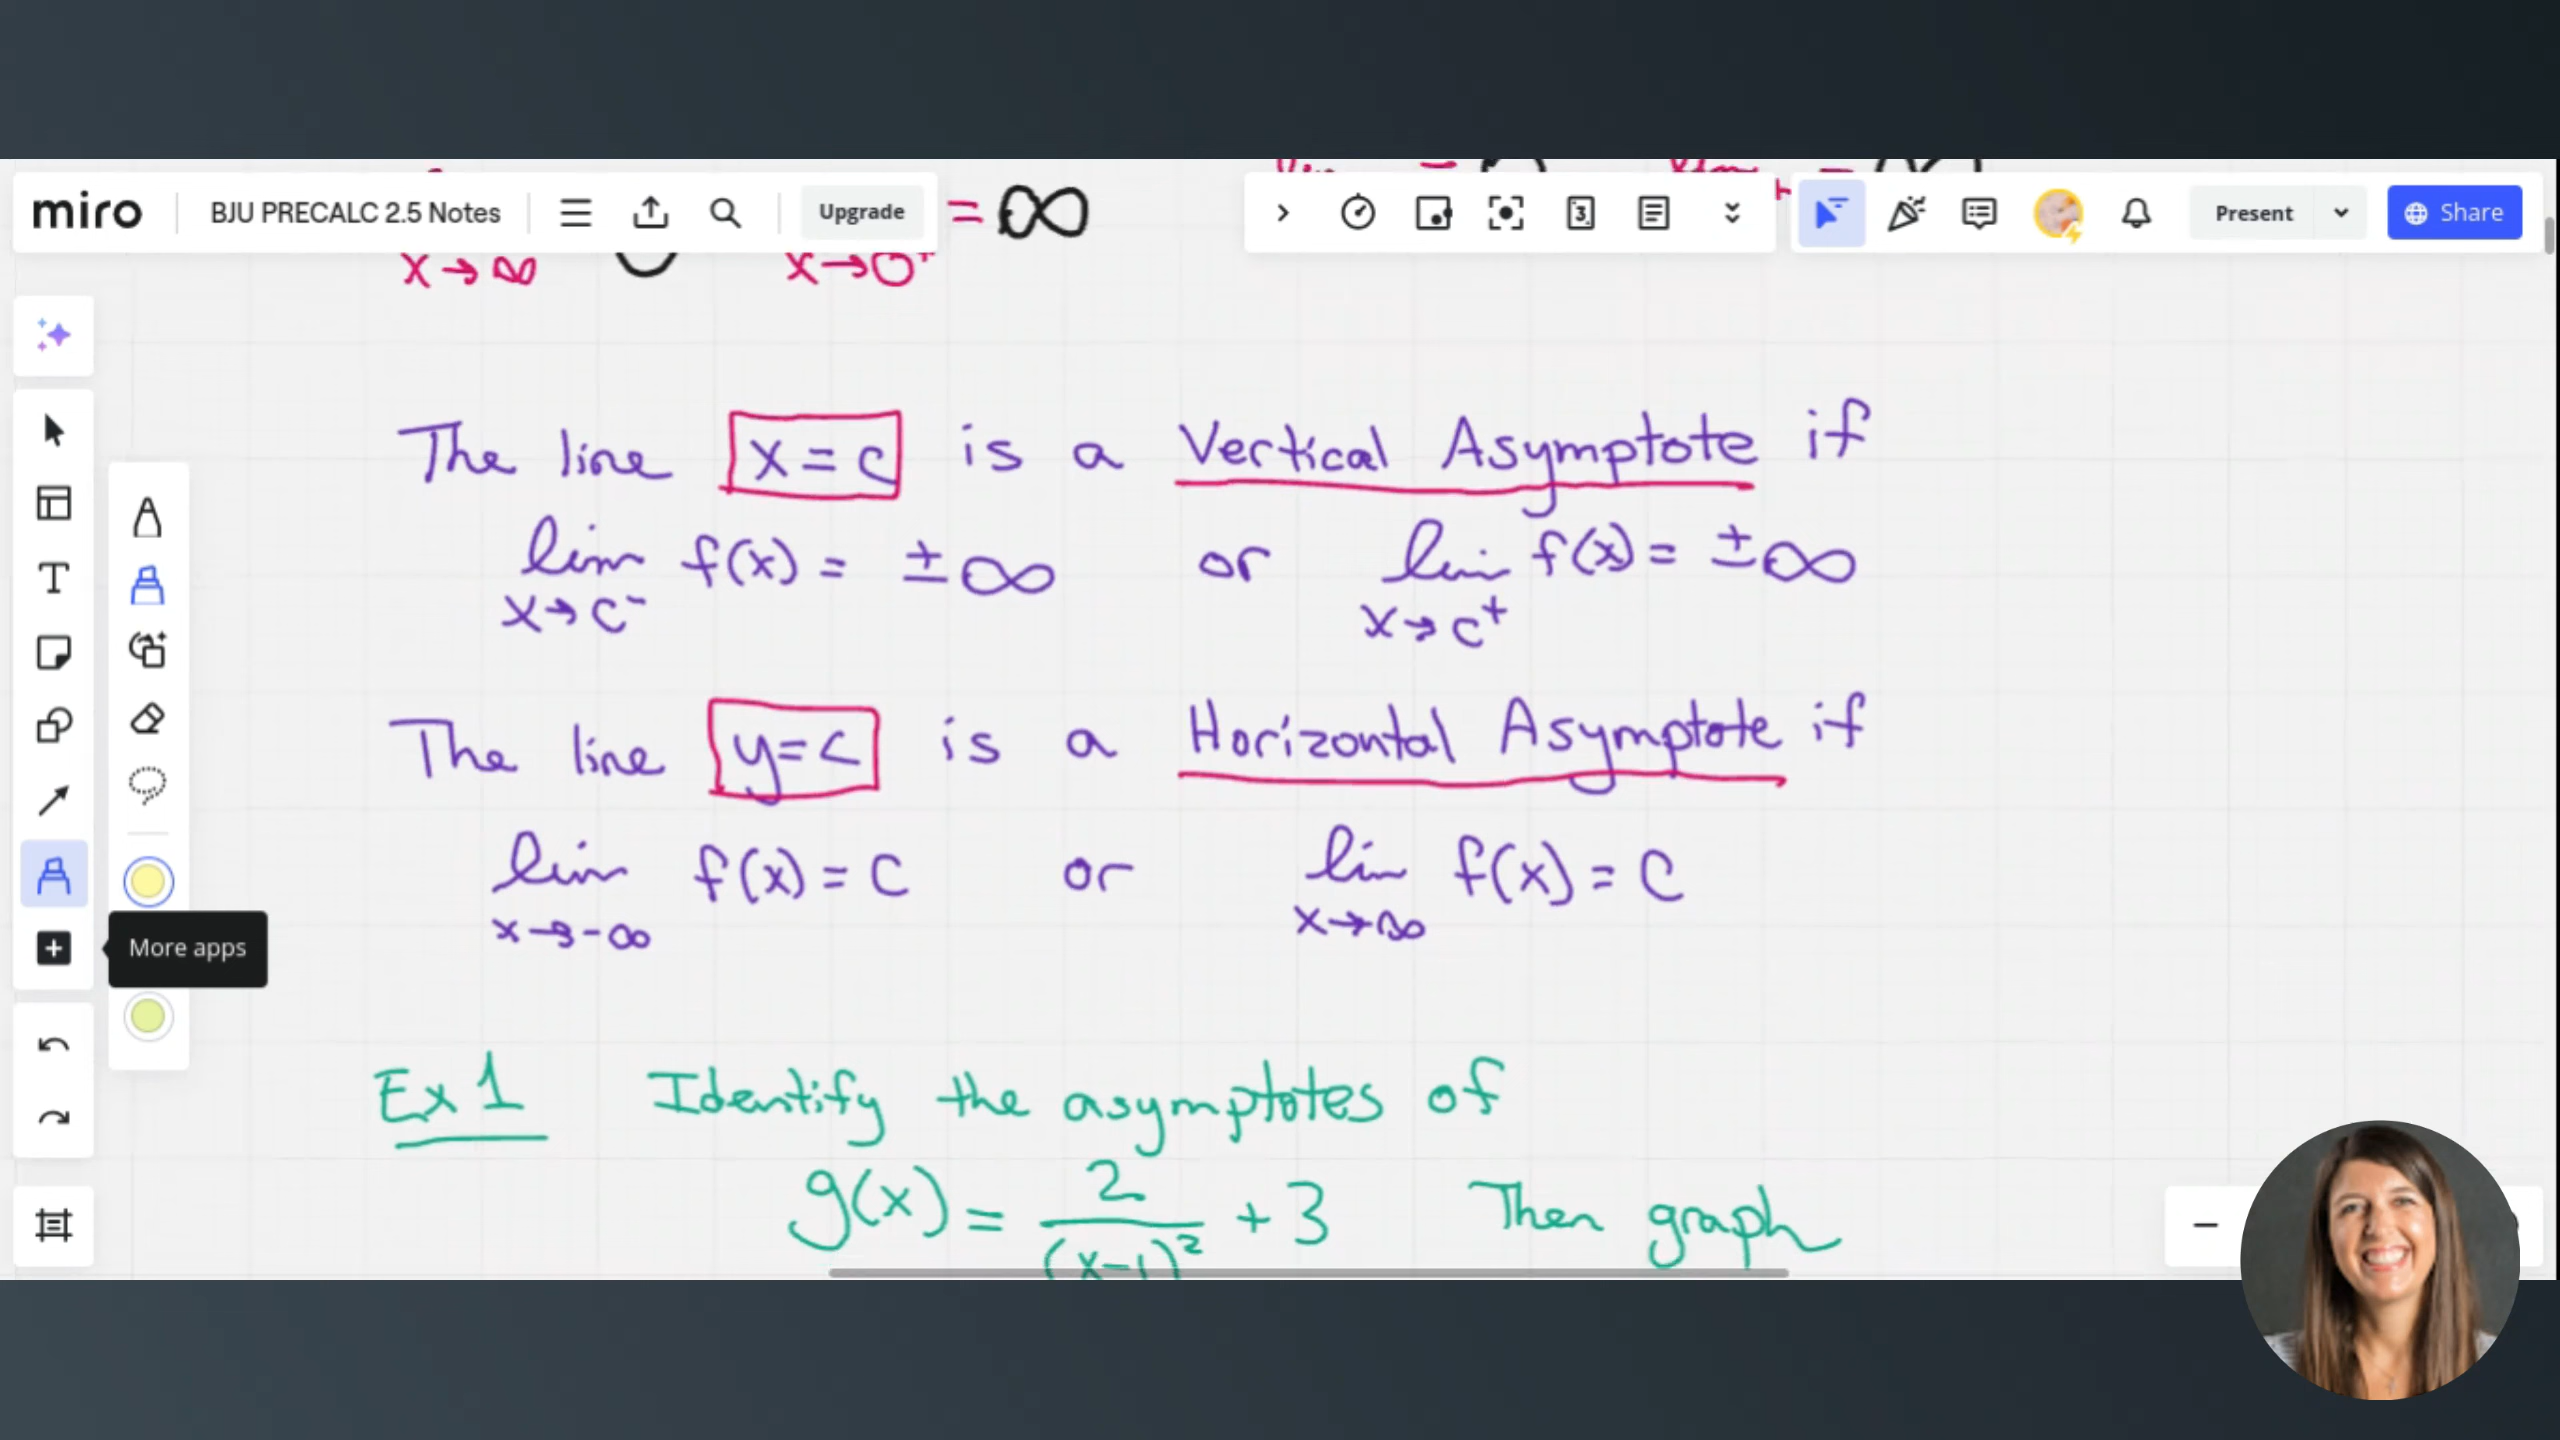 miro BJU PRECALC 2.5 Notes Upgrade = ∞ 3 Present Share
x→∞ x→0⁺
The line x = c is a Vertical Asymptote if
lim f(x) = ±∞ or lim f(x) = ±∞
x→c⁻ x→c⁺
The line y = c is a Horizontal Asymptote if
lim f(x) = c or lim f(x) = c
x→-∞ x→∞
More apps
Ex 1 Identify the asymptotes of
g(x) = 2/(x-1)² + 3 Then graph